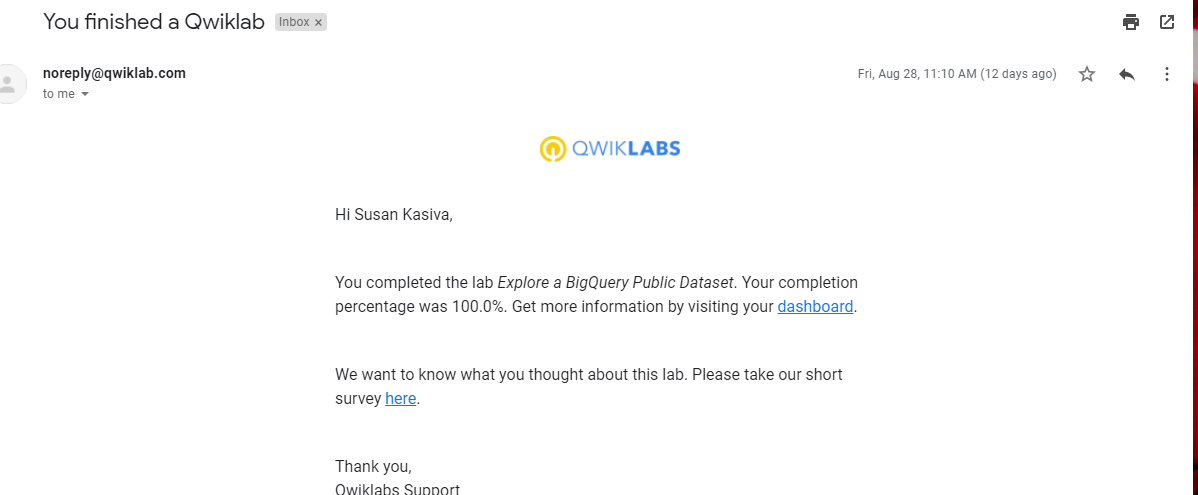 You finished a Qwiklab Inbox ×
noreply@qwiklab.com
Fri, Aug 28, 11:10 AM (12 days ago)
to me
QWIKLABS
Hi Susan Kasiva,
You completed the lab Explore a BigQuery Public Dataset. Your completion
percentage was 100.0%. Get more information by visiting your dashboard.
We want to know what you thought about this lab. Please take our short
survey here.
Thank you,
Qwiklabs Support